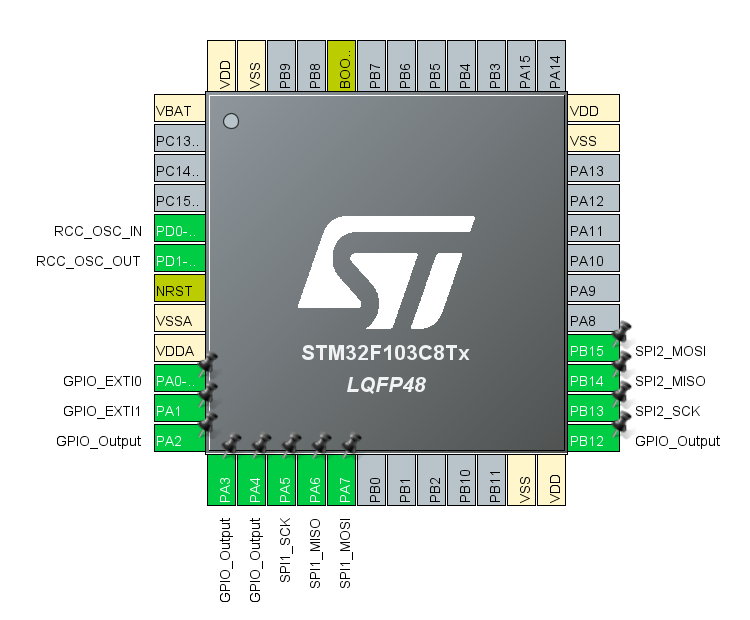 VDD
VSS
PB9
PB8
BOO..
PB7
PB6
PB5
PB4
PB3
PA15
PA14
VBAT
PC13..
PC14..
PC15..
RCC_OSC_IN PD0-..
RCC_OSC_OUT PD1-..
NRST
VSSA
VDDA
GPIO_EXTI0 PA0-..
GPIO_EXTI1 PA1
GPIO_Output PA2
ST
STM32F103C8Tx
LQFP48
VDD
VSS
PA13
PA12
PA11
PA10
PA9
PA8
PB15 SPI2_MOSI
PB14 SPI2_MISO
PB13 SPI2_SCK
PB12 GPIO_Output
PA3
PA4
PA5
PA6
PA7
PB0
PB1
PB2
PB10
PB11
VSS
VDD
GPIO_Output
GPIO_Output
SPI1_SCK
SPI1_MISO
SPI1_MOSI